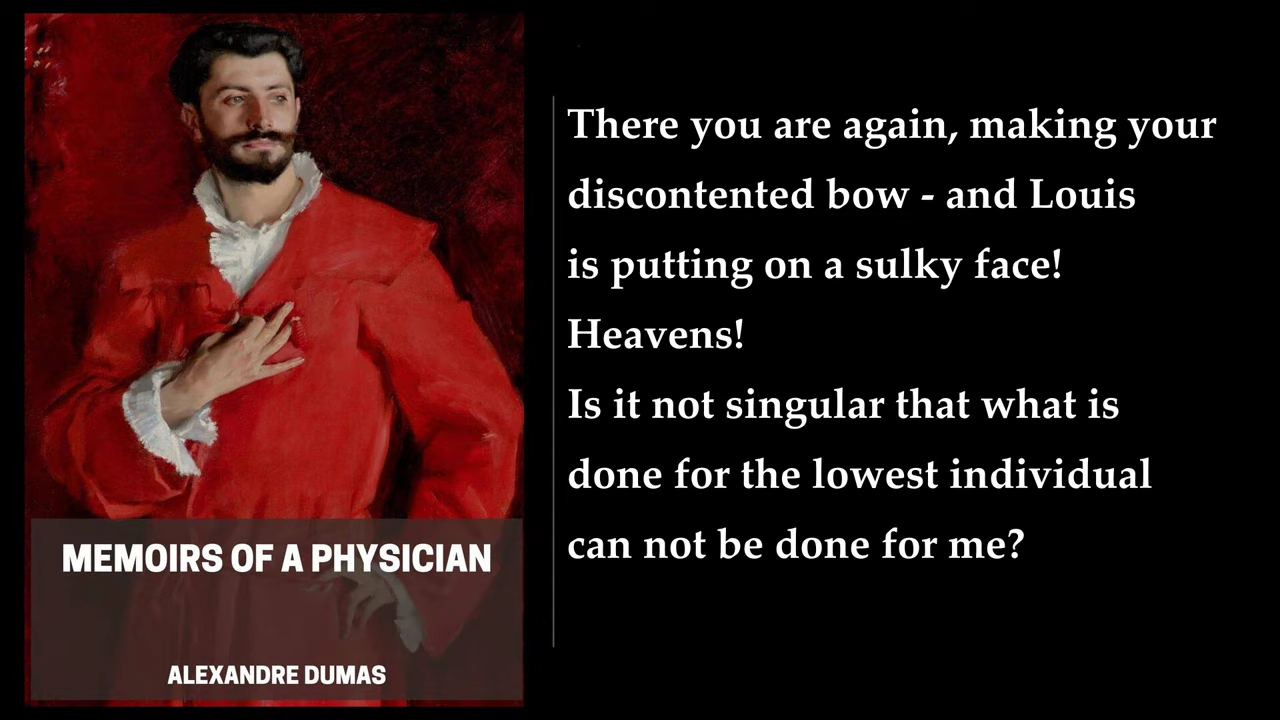 There you are again, making your
discontented bow - and Louis
is putting on a sulky face!
Heavens!
Is it not singular that what is
done for the lowest individual
can not be done for me?
MEMOIRS OF A PHYSICIAN
ALEXANDRE DUMAS